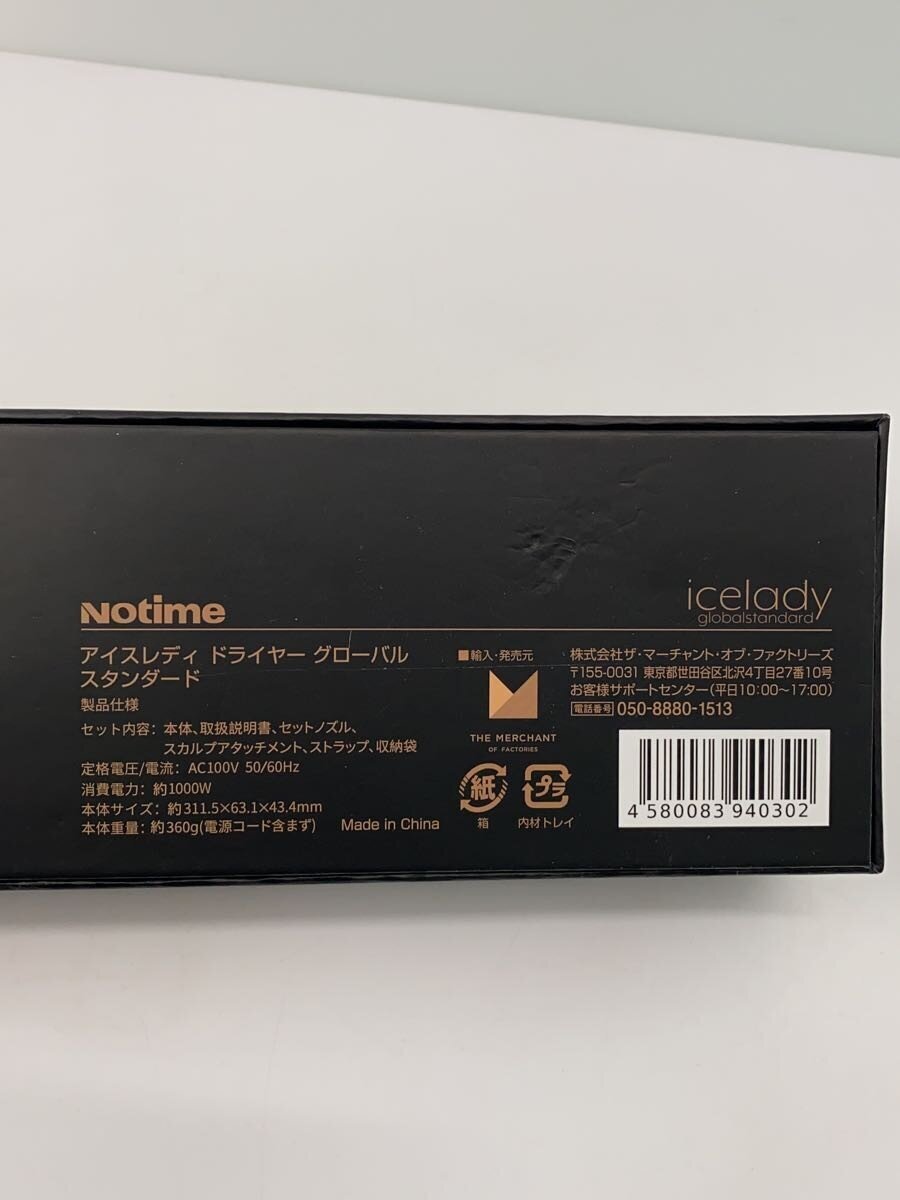 Notime
icelady
globalstandard
アイスレディ ドライヤー グローバル
スタンダード
製品仕様
セット内容: 本体、取扱説明書、セットノズル、
スカルプアタッチメント、ストラップ、収納袋
定格電圧/電流: AC100V 50/60Hz
消費電力: 約1000W
本体サイズ: 約311.5×63.1×43.4mm
本体重量: 約360g(電源コード含まず)
Made in China
■輸入・発売元
THE MERCHANT
OF FACTORIES
紙
箱
プラ
内材トレイ
株式会社ザ・マーチャント・オブ・ファクトリーズ
〒155-0031 東京都世田谷区北沢4丁目27番10号
お客様サポートセンター(平日10:00〜17:00)
電話番号 050-8880-1513
4 580083 940302